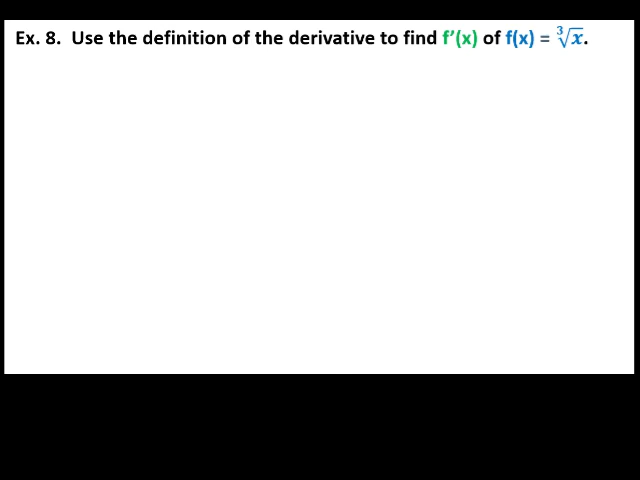 Ex. 8.  Use the definition of the derivative to find f’(x) of f(x) = ∛x.